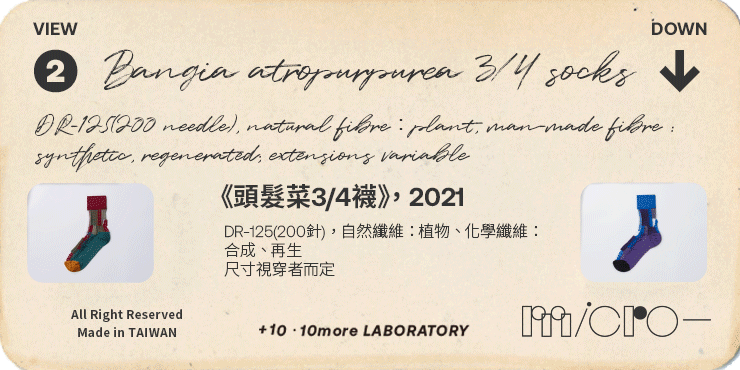 VIEW
DOWN
2
Bangia atropurpurea 3/4 socks
DR-125(200 needle), natural fibre : plant, man-made fibre :
synthetic, regenerated; extensions variable
《頭髮菜3/4襪》, 2021
DR-125(200針)，自然纖維：植物、化學纖維：
合成、再生
尺寸視穿者而定
All Right Reserved
Made in TAIWAN
+10 · 10more LABORATORY
micro—